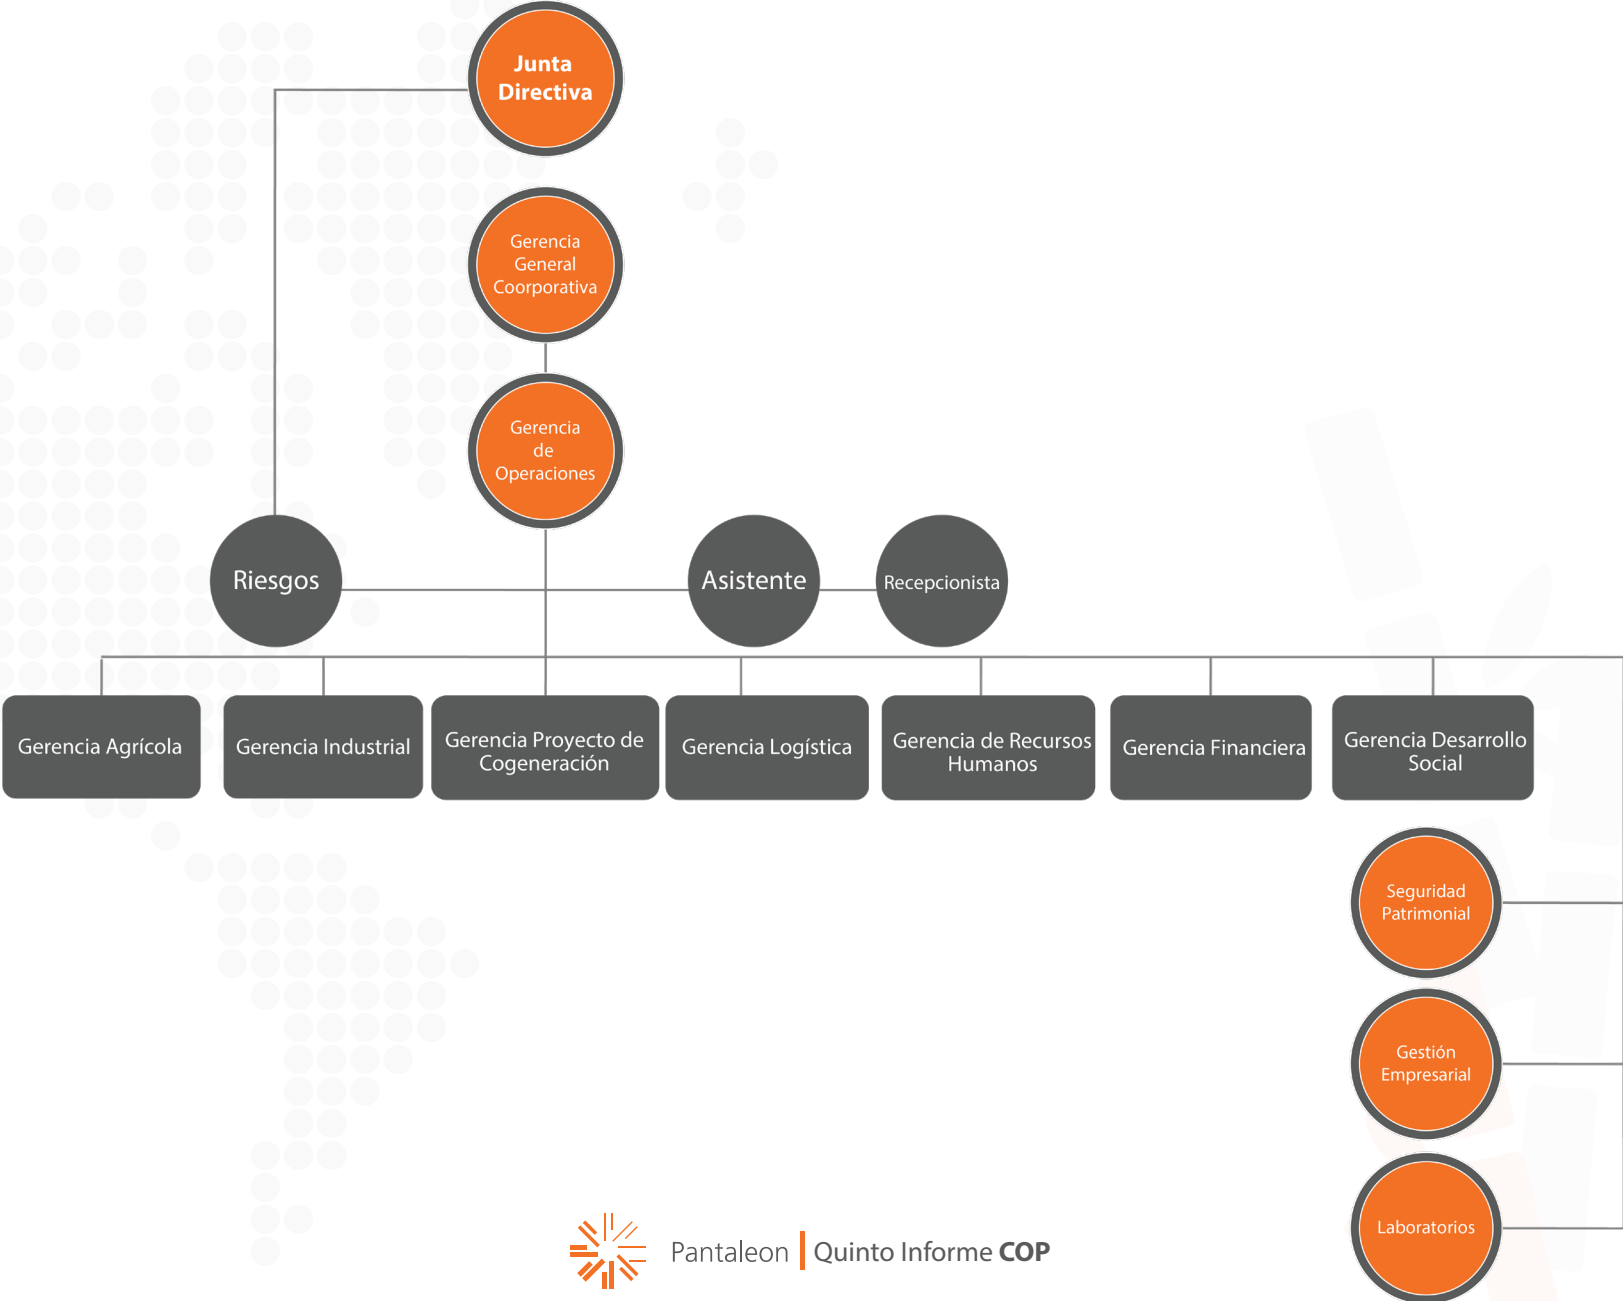 Junta
Directiva
Gerencia
General
Coorporativa
Gerencia
de
Operaciones
Riesgos
Asistente
Recepcionista
Gerencia Agrícola
Gerencia Industrial
Gerencia Proyecto de
Cogeneración
Gerencia Logística
Gerencia de Recursos
Humanos
Gerencia Financiera
Gerencia Desarrollo
Social
Seguridad
Patrimonial
Gestión
Empresarial
Laboratorios
Pantaleon | Quinto Informe COP